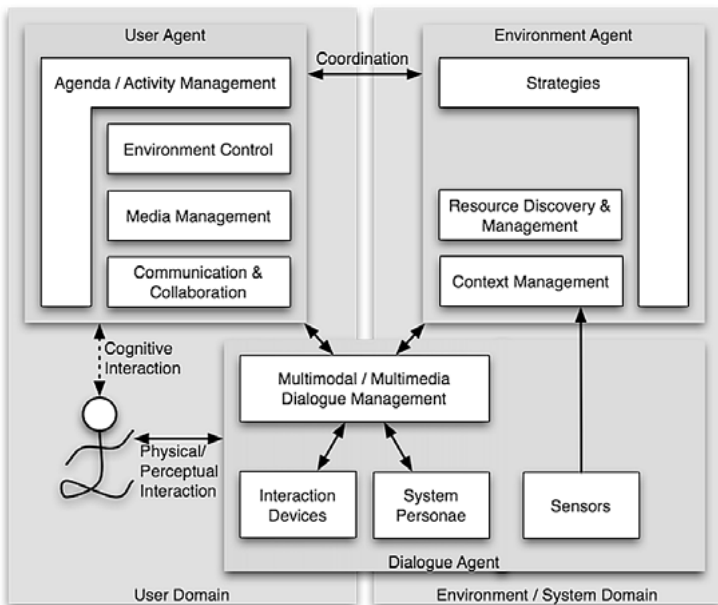 User Agent
Environment Agent
Coordination
Agenda / Activity Management
Strategies
Environment Control
Media Management
Resource Discovery &
Management
Communication &
Collaboration
Context Management
Cognitive
Interaction
Multimodal / Multimedia
Dialogue Management
Physical/
Perceptual
Interaction
Interaction
Devices
System
Personae
Sensors
Dialogue Agent
User Domain
Environment / System Domain